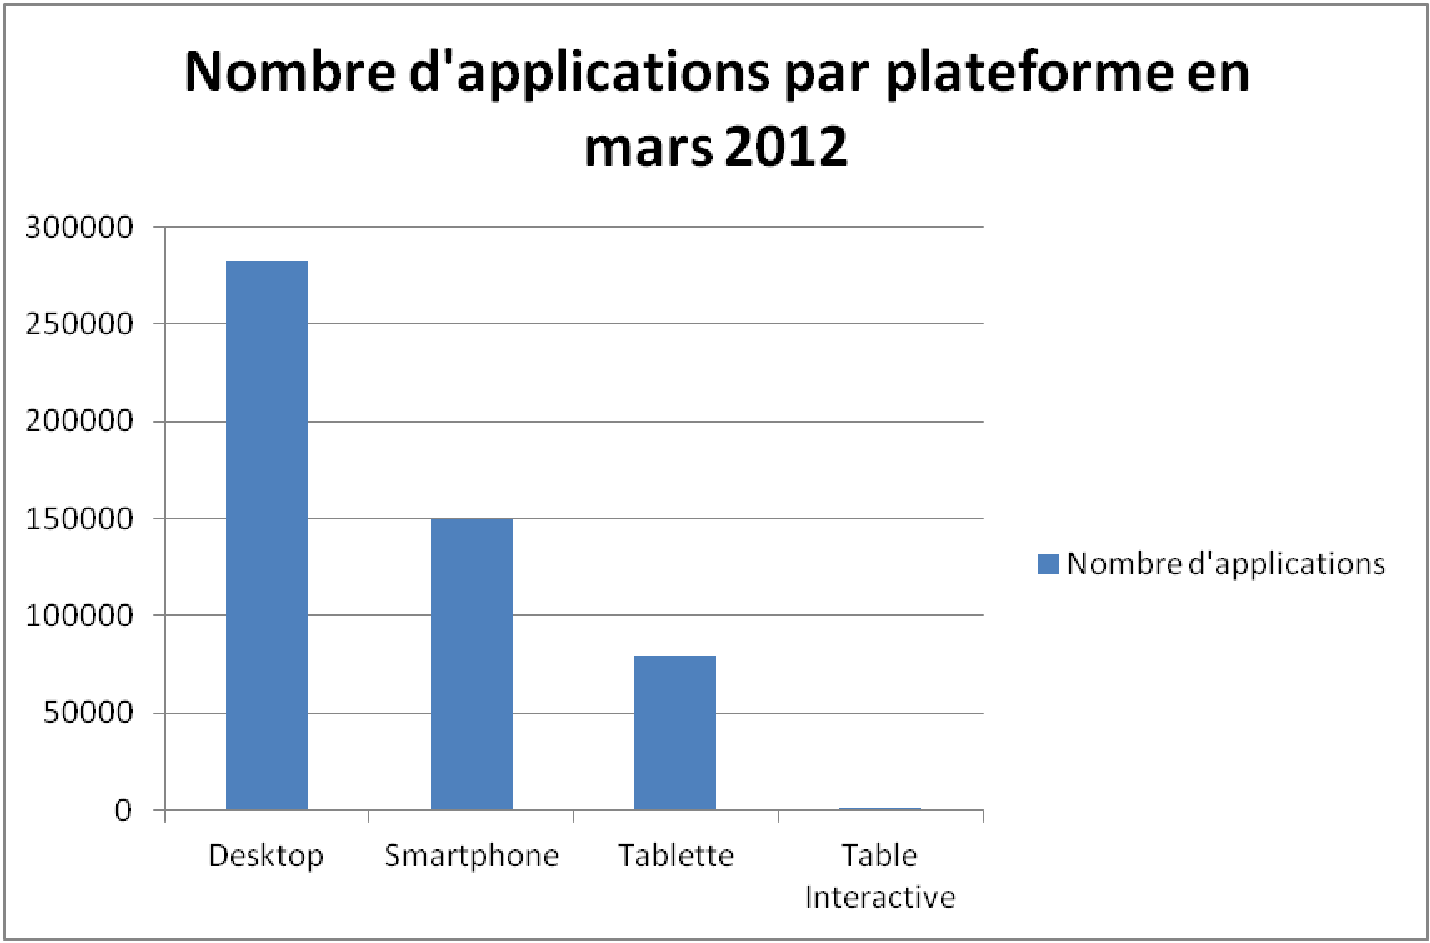 Nombre d'applications par plateforme en
mars 2012
300000
250000
200000
150000
100000
50000
0
Desktop
Smartphone
Tablette
Table
Interactive
Nombre d'applications